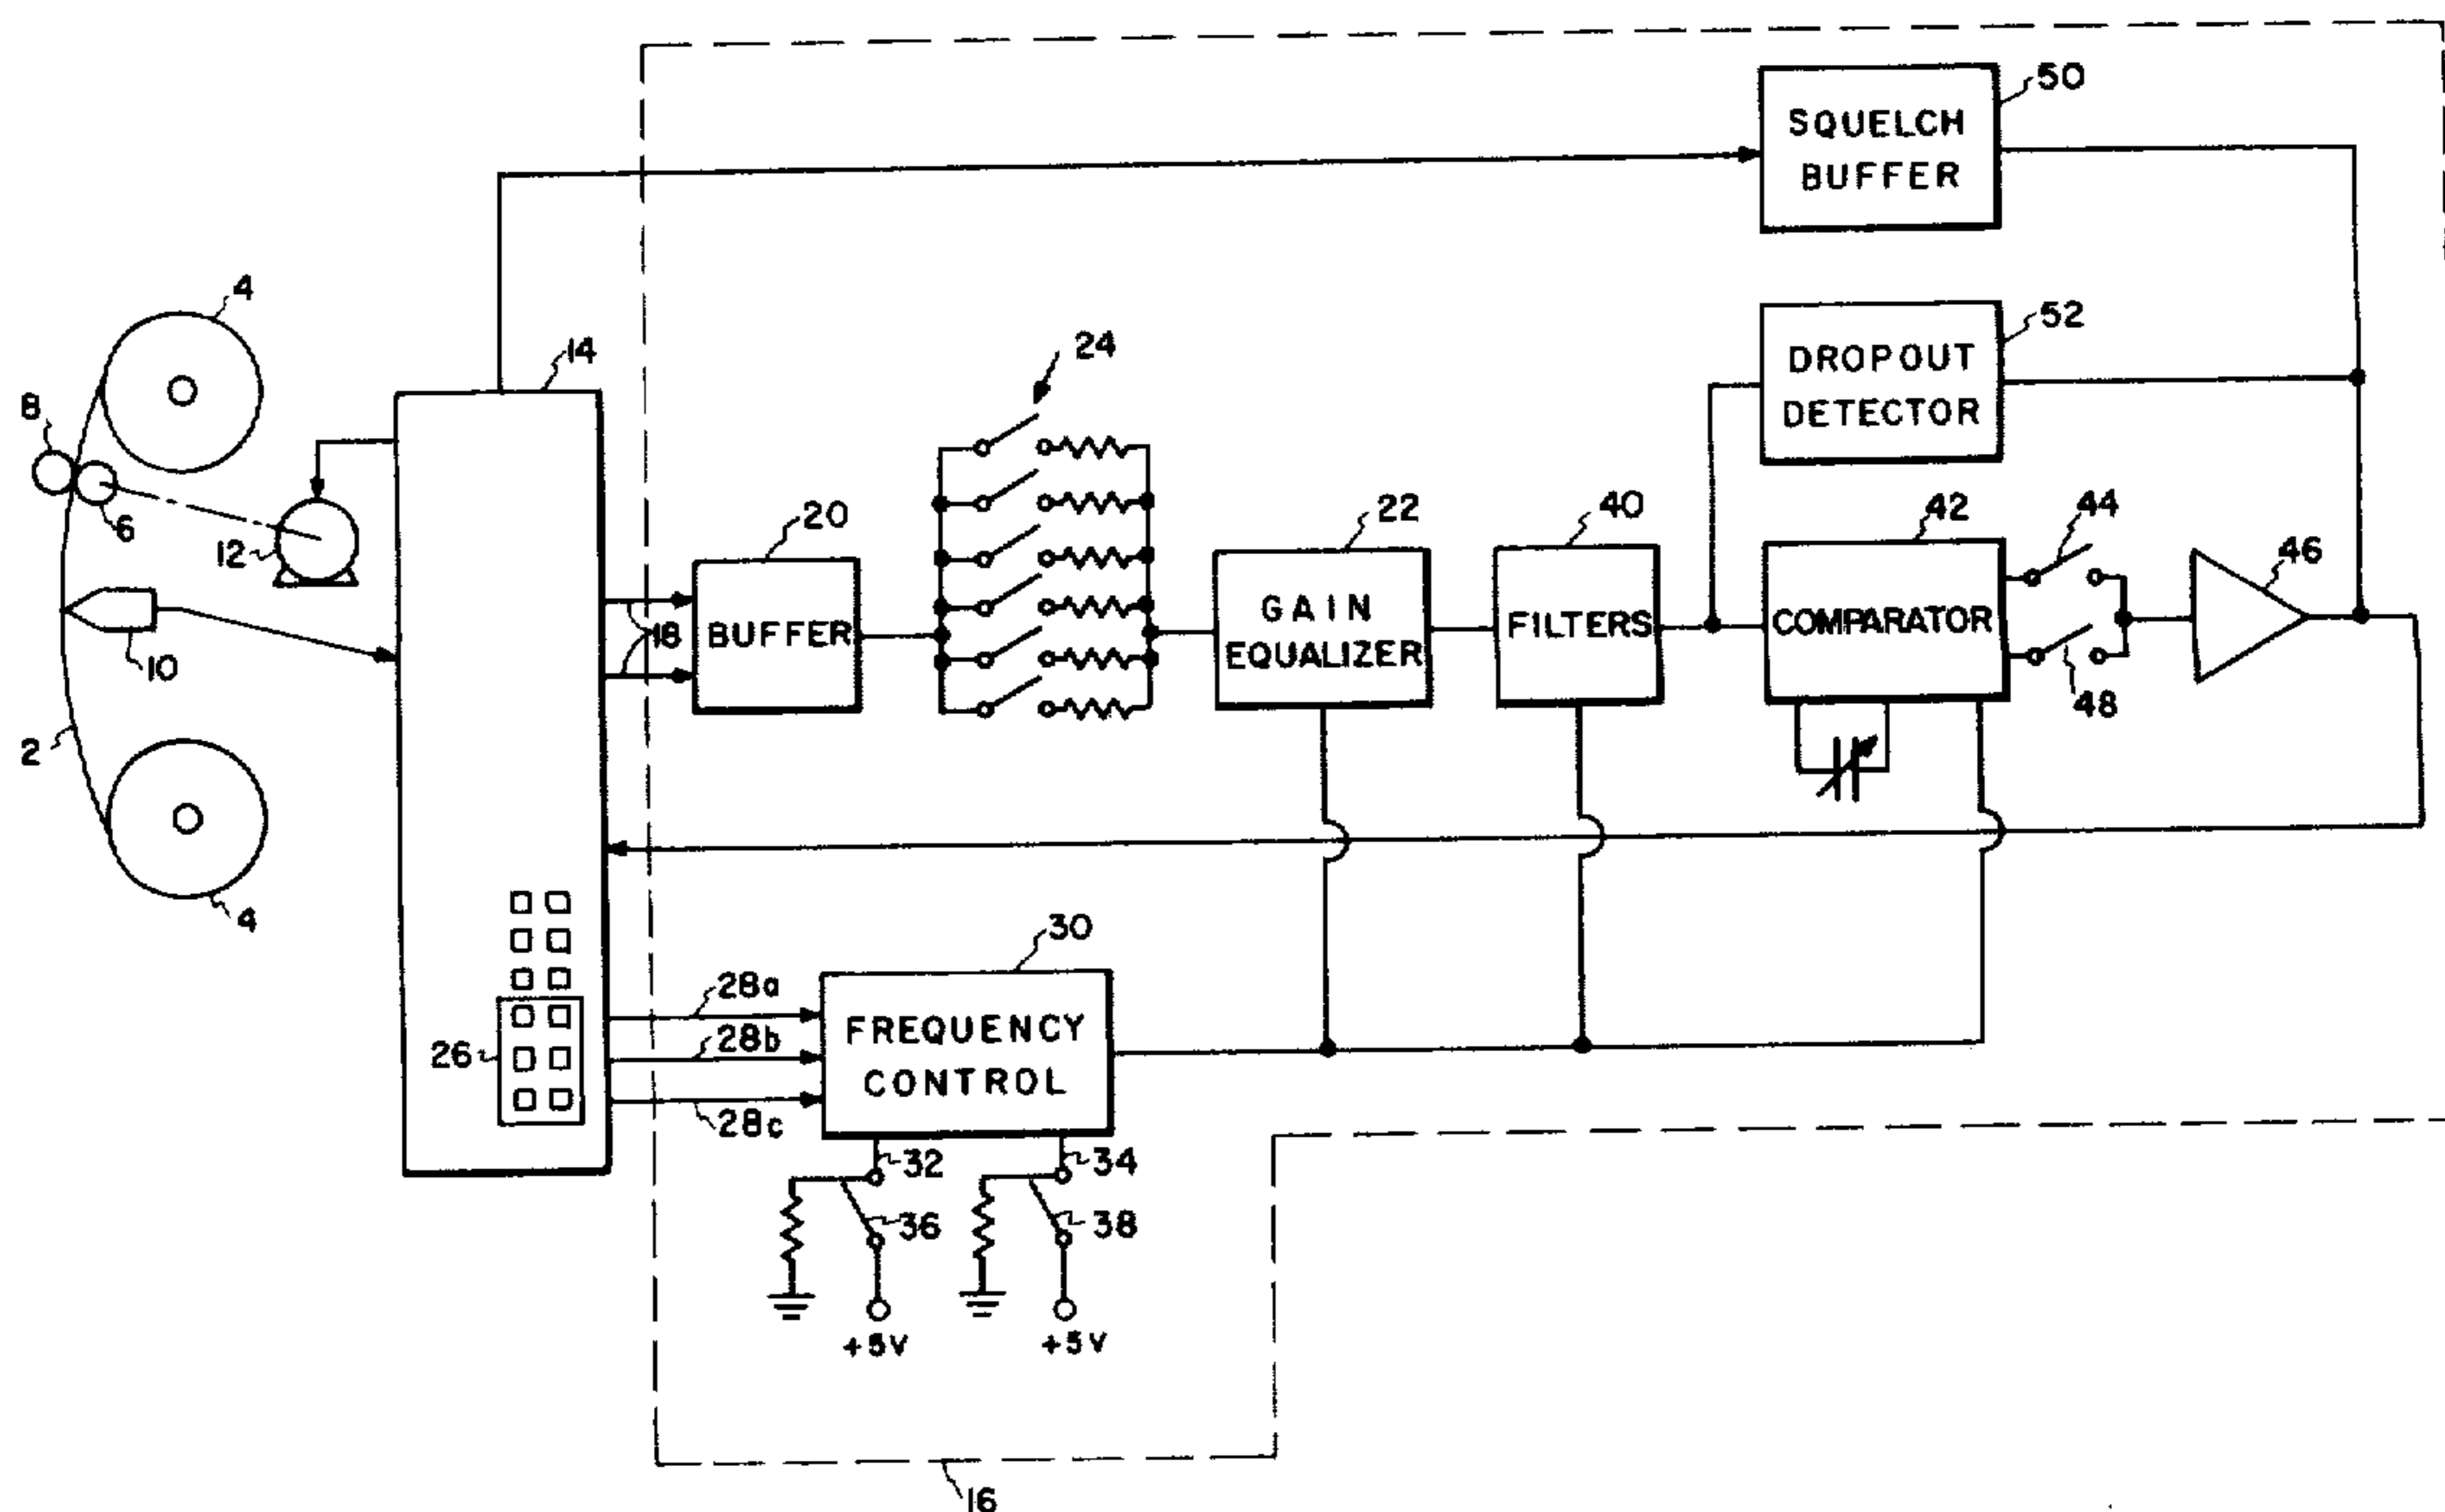 50
SQUELCH
BUFFER
4
52
14
24
DROPOUT
DETECTOR
8
6
12
20
22
40
42
44
46
18
BUFFER
GAIN
EQUALIZER
FILTERS
COMPARATOR
48
10
2
4
30
28a
28b
28c
26
FREQUENCY
CONTROL
32
34
36
38
+5V
+5V
16